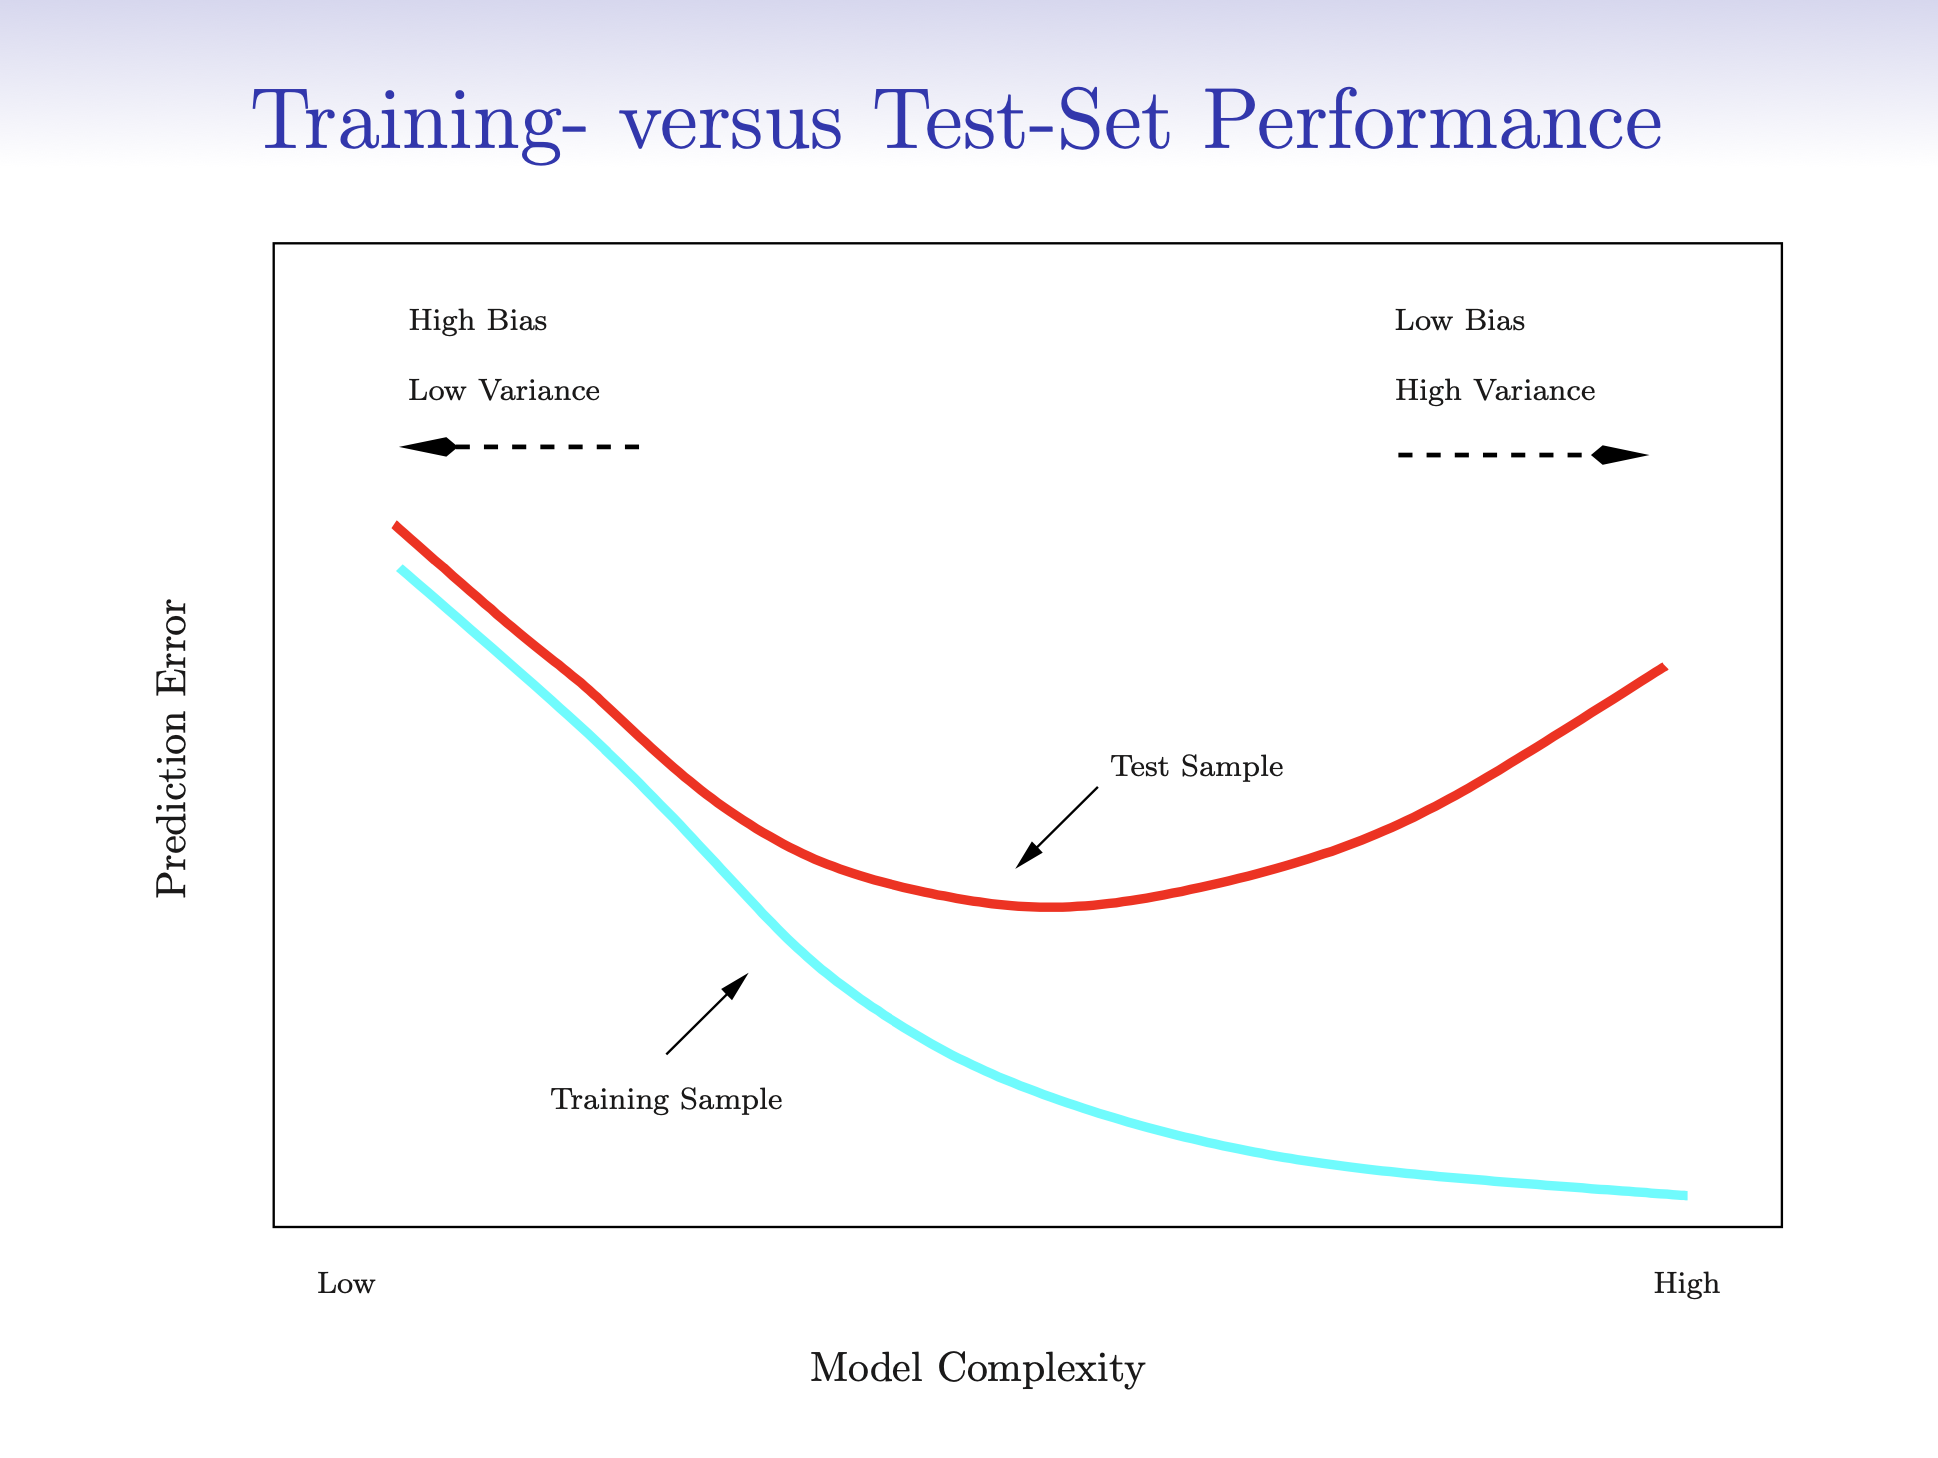 Training- versus Test-Set Performance
High Bias
Low Variance
Low Bias
High Variance
Prediction Error
Test Sample
Training Sample
Low
High
Model Complexity